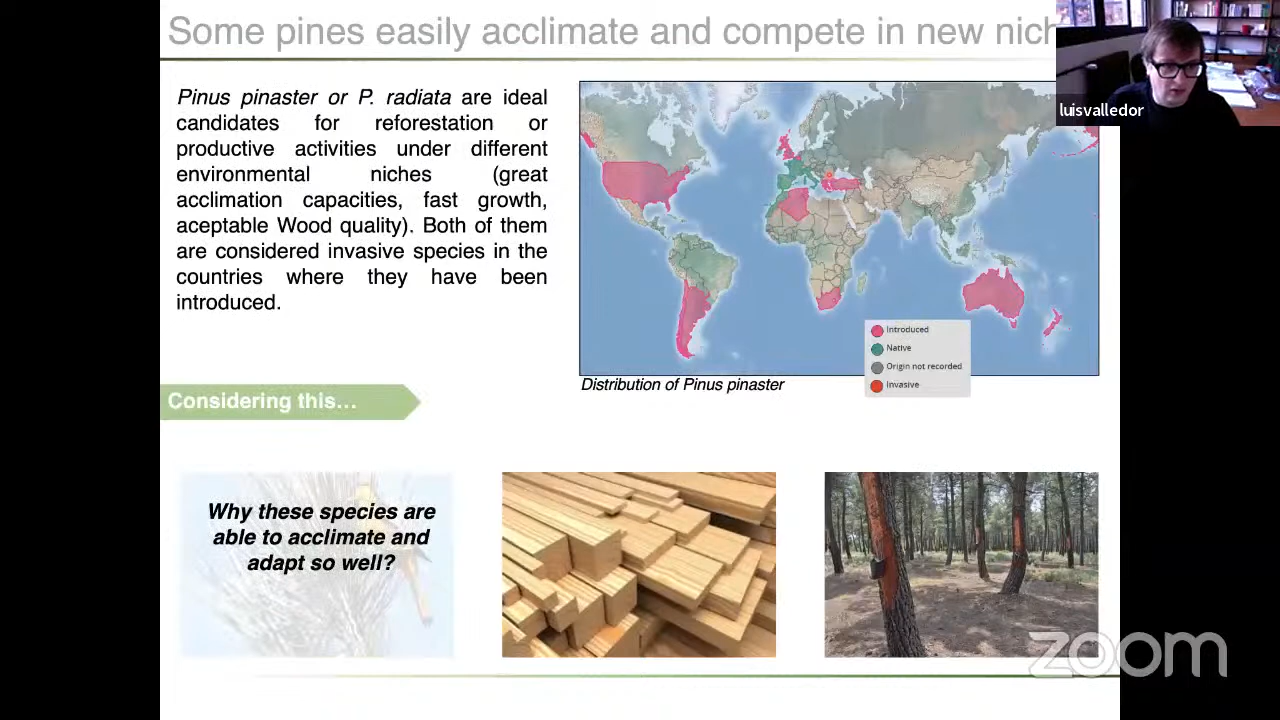 Some pines easily acclimate and compete in new nich
luisvalledor
Pinus pinaster or P. radiata are ideal
candidates for reforestation or
productive activities under different
environmental niches (great
acclimation capacities, fast growth,
aceptable Wood quality). Both of them
are considered invasive species in the
countries where they have been
introduced.
Introduced
Native
Origin not recorded
Invasive
Distribution of Pinus pinaster
Considering this...
Why these species are
able to acclimate and
adapt so well?
zoom